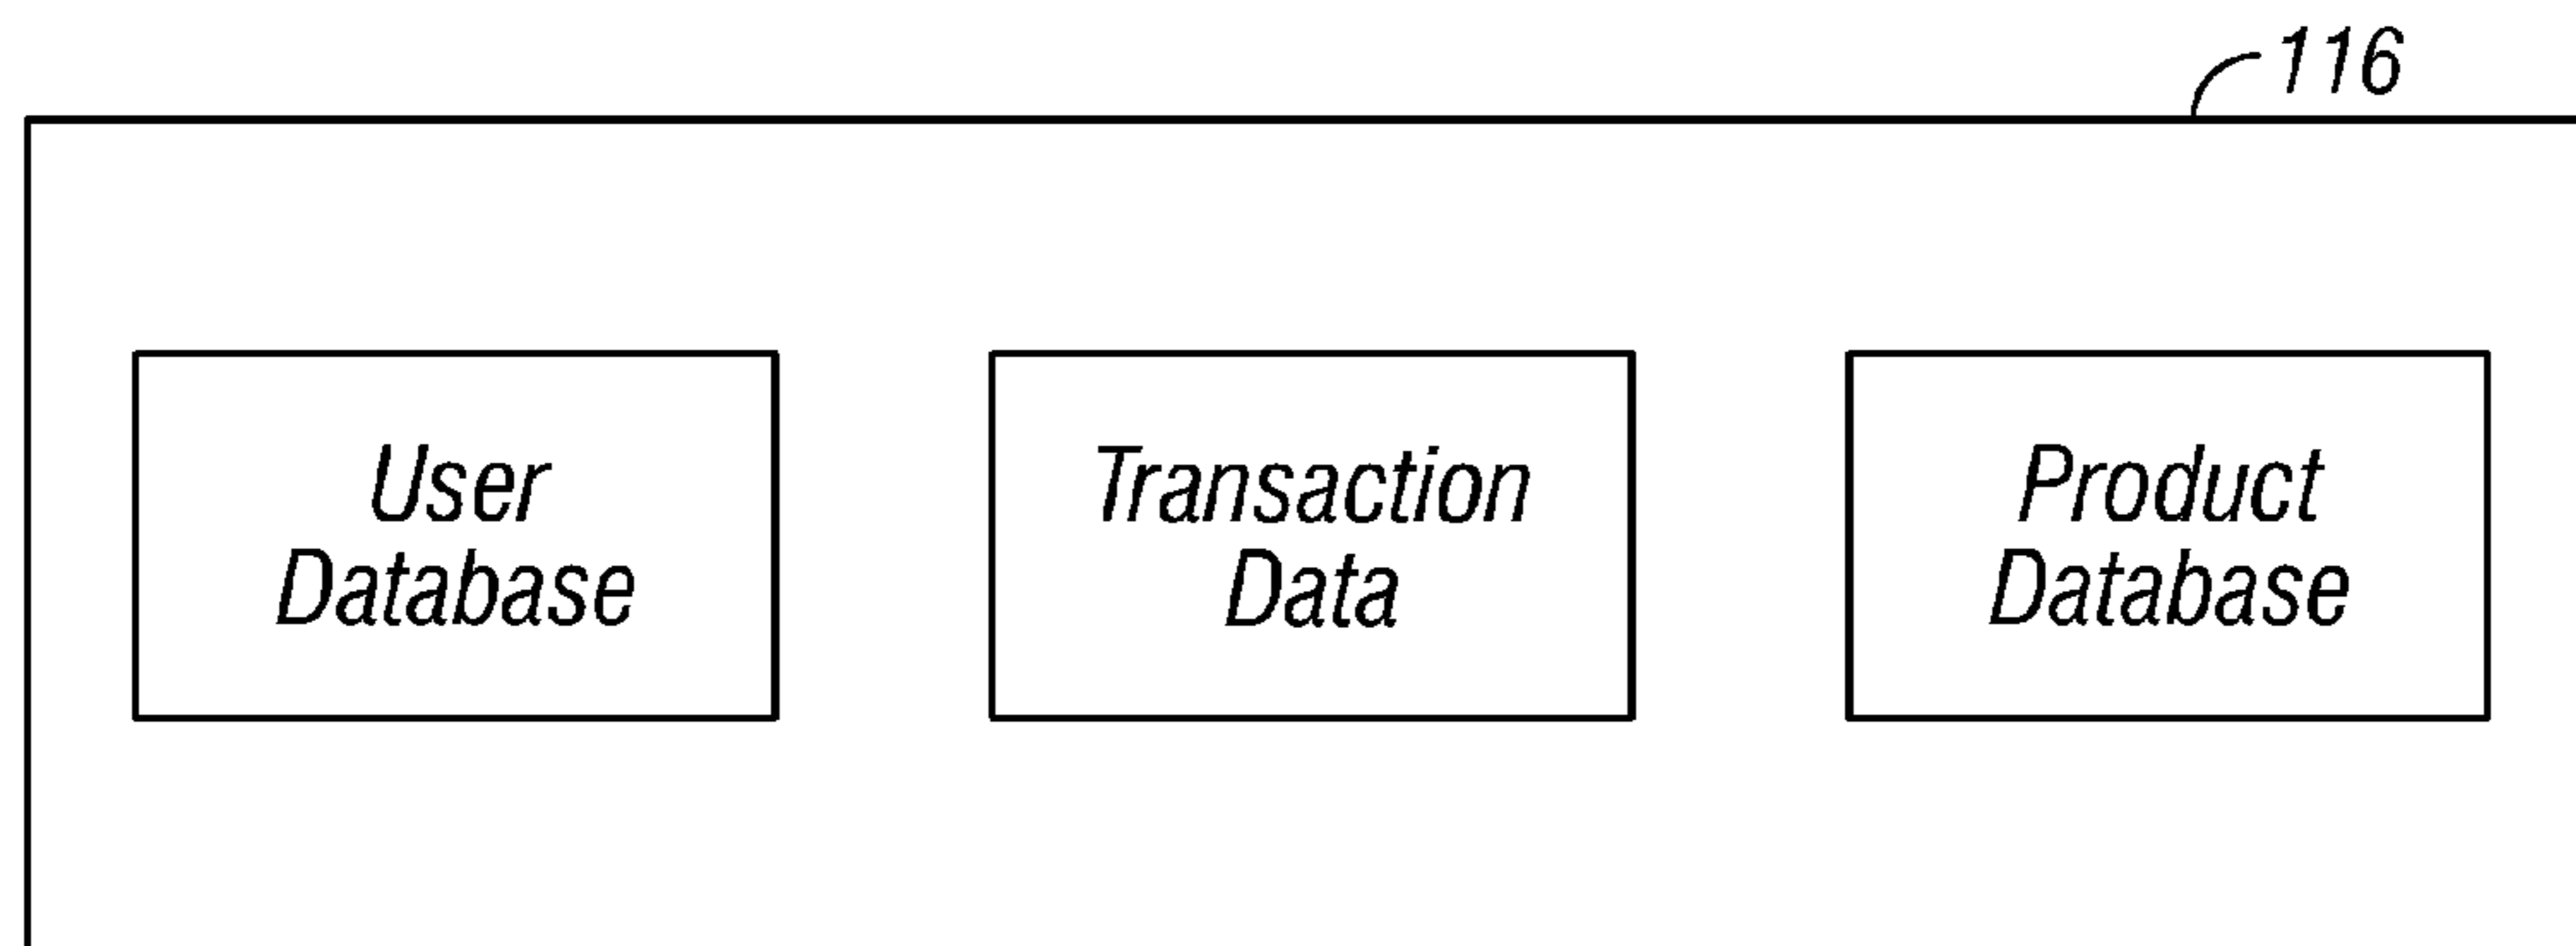 116
User
Database
Transaction
Data
Product
Database